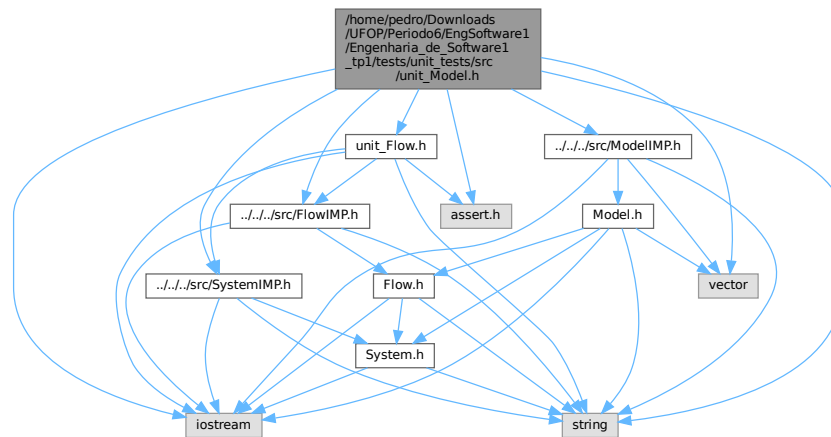 /home/pedro/Downloads
/UFOP/Periodo6/EngSoftware1
/Engenharia_de_Software1
_tp1/tests/unit_tests/src
/unit_Model.h
unit_Flow.h
../../../src/ModelIMP.h
../../../src/FlowIMP.h
assert.h
Model.h
../../../src/SystemIMP.h
Flow.h
vector
System.h
iostream
string